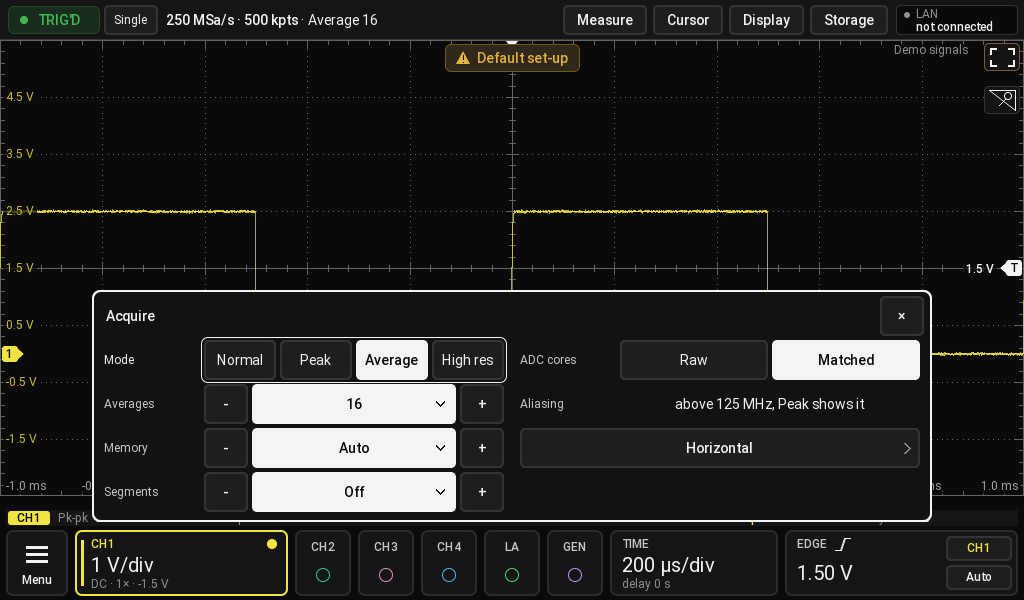 TRIG'D Single 250 MSa/s · 500 kpts · Average 16 Measure Cursor Display Storage LAN
not connected
Default set-up
Demo signals
4.5 V
3.5 V
2.5 V
1.5 V
1.5 V T
0.5 V
1
-0.5 V
-1.5 V
-1.0 ms
1.0 ms
Acquire ×
Mode Normal Peak Average High res ADC cores Raw Matched
Averages - 16 + Aliasing above 125 MHz, Peak shows it
Memory - Auto + Horizontal
Segments - Off +
CH1 Pk-pk
Menu
CH1
1 V/div
DC · 1× · -1.5 V
CH2
CH3
CH4
LA
GEN
TIME
200 µs/div
delay 0 s
EDGE
1.50 V
CH1
Auto